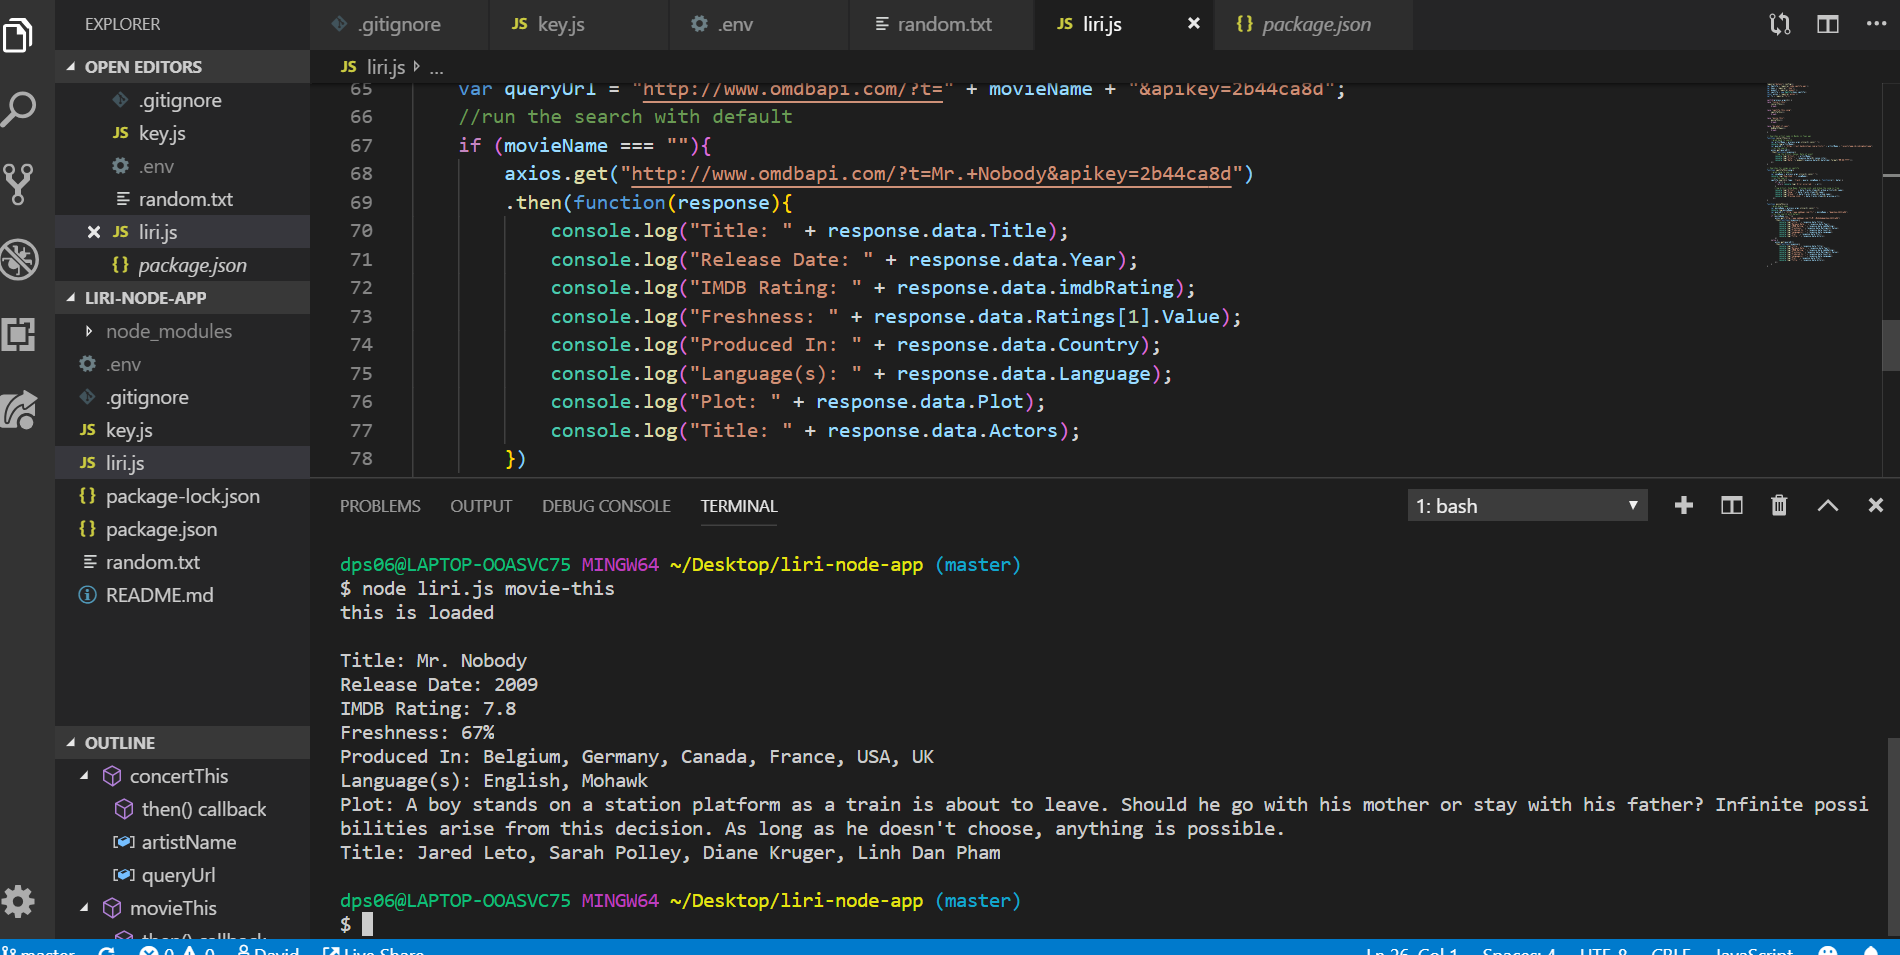 EXPLORER
.gitignore
JS key.js
.env
random.txt
JS liri.js
{} package.json
OPEN EDITORS
.gitignore
JS key.js
.env
random.txt
JS liri.js
{} package.json
LIRI-NODE-APP
node_modules
.env
.gitignore
JS key.js
JS liri.js
{} package-lock.json
{} package.json
random.txt
README.md
OUTLINE
concertThis
then() callback
artistName
queryUrl
movieThis
then() callback
JS liri.js ...
65 var queryUrl = "http://www.omdbapi.com/?t=" + movieName + "&apikey=2b44ca8d";
66 //run the search with default
67 if (movieName === ""){
68 axios.get("http://www.omdbapi.com/?t=Mr.+Nobody&apikey=2b44ca8d")
69 .then(function(response){
70 console.log("Title: " + response.data.Title);
71 console.log("Release Date: " + response.data.Year);
72 console.log("IMDB Rating: " + response.data.imdbRating);
73 console.log("Freshness: " + response.data.Ratings[1].Value);
74 console.log("Produced In: " + response.data.Country);
75 console.log("Language(s): " + response.data.Language);
76 console.log("Plot: " + response.data.Plot);
77 console.log("Title: " + response.data.Actors);
78 })
PROBLEMS OUTPUT DEBUG CONSOLE TERMINAL
1: bash
dps06@LAPTOP-OOASVC75 MINGW64 ~/Desktop/liri-node-app (master)
$ node liri.js movie-this
this is loaded
Title: Mr. Nobody
Release Date: 2009
IMDB Rating: 7.8
Freshness: 67%
Produced In: Belgium, Germany, Canada, France, USA, UK
Language(s): English, Mohawk
Plot: A boy stands on a station platform as a train is about to leave. Should he go with his mother or stay with his father? Infinite possi
bilities arise from this decision. As long as he doesn't choose, anything is possible.
Title: Jared Leto, Sarah Polley, Diane Kruger, Linh Dan Pham
dps06@LAPTOP-OOASVC75 MINGW64 ~/Desktop/liri-node-app (master)
$
master 0 0 David Live Share Ln 26, Col 1 Spaces: 4 UTF-8 CRLF JavaScript